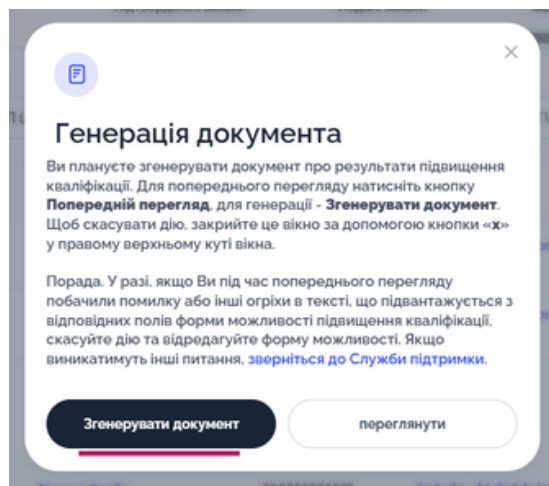 Генерація документа
Ви плануєте згенерувати документ про результати підвищення
кваліфікації. Для попереднього перегляду натисніть кнопку
Попередній перегляд, для генерації - Згенерувати документ.
Щоб скасувати дію, закрийте це вікно за допомогою кнопки «х»
у правому верхньому куті вікна.
Порада. У разі, якщо Ви під час попереднього перегляду
побачили помилку або інші огріхи в тексті, що підвантажується з
відповідних полів форми можливості підвищення кваліфікації,
скасуйте дію та відредагуйте форму можливості. Якщо
виникатимуть інші питання, зверніться до Служби підтримки.
Згенерувати документ переглянути